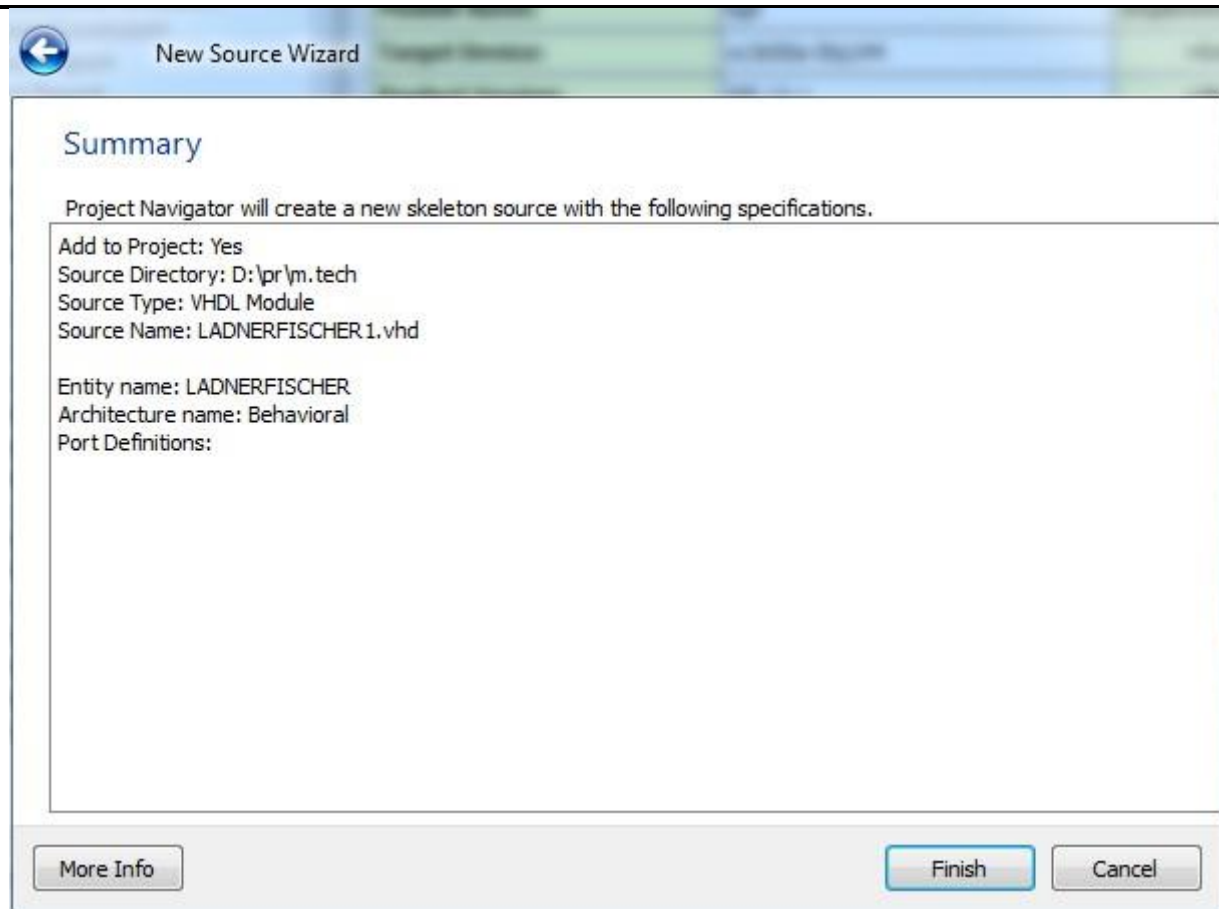 New Source Wizard
Summary
Project Navigator will create a new skeleton source with the following specifications.
Add to Project: Yes
Source Directory: D:\pr\m.tech
Source Type: VHDL Module
Source Name: LADNERFISCHER1.vhd
Entity name: LADNERFISCHER
Architecture name: Behavioral
Port Definitions:
More Info
Finish
Cancel